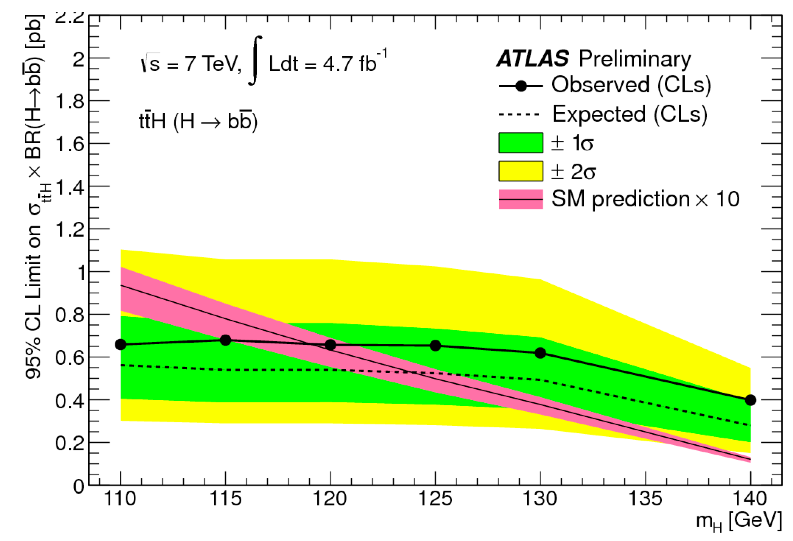 √s = 7 TeV, ∫ Ldt = 4.7 fb⁻¹
tt̄H (H → bb̄)
ATLAS Preliminary
Observed (CLs)
Expected (CLs)
± 1σ
± 2σ
SM prediction × 10
95% CL Limit on σ_tt̄H × BR(H→bb̄) [pb]
2.2
2
1.8
1.6
1.4
1.2
1
0.8
0.6
0.4
0.2
0
110 115 120 125 130 135 140
m_H [GeV]